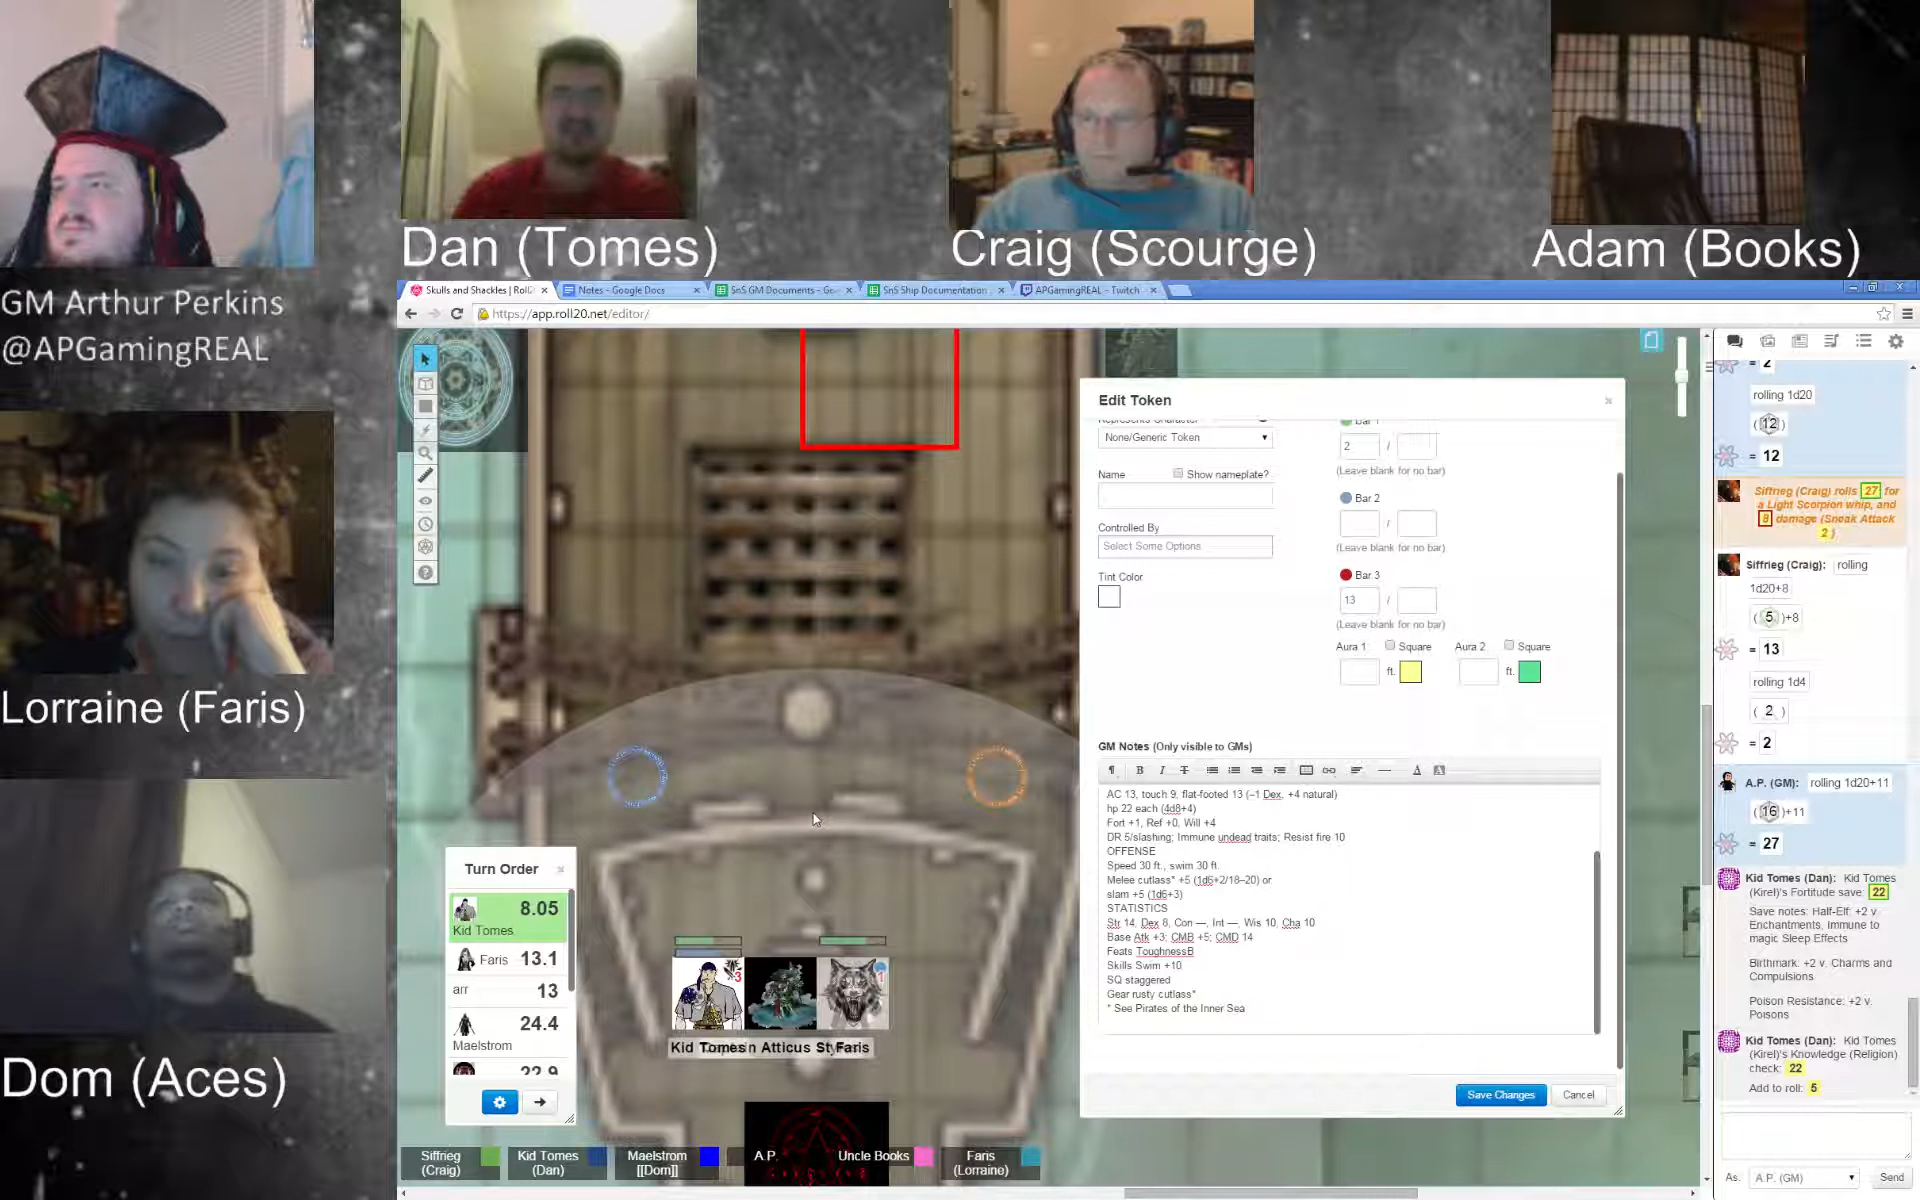 Dan (Tomes)
Craig (Scourge)
Adam (Books)
GM Arthur Perkins
@APGamingREAL
Lorraine (Faris)
Dom (Aces)
Skulls and Shackles | Roll2
Notes - Google Docs
SnS GM Documents - Go
SnS Ship Documentation
APGamingREAL - Twitch
https://app.roll20.net/editor/
Edit Token
None/Generic Token
Name
Show nameplate?
Controlled By
Select Some Options
Tint Color
Bar 1
2 /
(Leave blank for no bar)
Bar 2
/
(Leave blank for no bar)
Bar 3
13 /
(Leave blank for no bar)
Aura 1 Square Aura 2 Square
ft. ft.
GM Notes (Only visible to GMs)
AC 13, touch 9, flat-footed 13 (–1 Dex, +4 natural)
hp 22 each (4d8+4)
Fort +1, Ref +0, Will +4
DR 5/slashing; Immune undead traits; Resist fire 10
OFFENSE
Speed 30 ft., swim 30 ft.
Melee cutlass* +5 (1d6+2/18–20) or
slam +5 (1d6+3)
STATISTICS
Str 14, Dex 8, Con —, Int —, Wis 10, Cha 10
Base Atk +3; CMB +5; CMD 14
Feats ToughnessB
Skills Swim +10
SQ staggered
Gear rusty cutlass*
* See Pirates of the Inner Sea
Save Changes
Cancel
Turn Order
8.05
Kid Tomes
Faris 13.1
arr 13
24.4
Maelstrom
22.9
3
1
Kid Tomes
n Atticus St
Faris
Siffrieg
(Craig)
Kid Tomes
(Dan)
Maelstrom
[[Dom]]
A.P.
Uncle Books
Faris
(Lorraine)
= 2
rolling 1d20
(12)
= 12
Siffrieg (Craig) rolls 27 for
a Light Scorpion whip, and
8 damage (Sneak Attack
2 )
Siffrieg (Craig): rolling
1d20+8
(5)+8
= 13
rolling 1d4
( 2 )
= 2
A.P. (GM): rolling 1d20+11
(16)+11
= 27
Kid Tomes (Dan): Kid Tomes
(Kirel)'s Fortitude save: 22
Save notes: Half-Elf: +2 v.
Enchantments, Immune to
magic Sleep Effects
Birthmark: +2 v. Charms and
Compulsions
Poison Resistance: +2 v.
Poisons
Kid Tomes (Dan): Kid Tomes
(Kirel)'s Knowledge (Religion)
check: 22
Add to roll: 5
As: A.P. (GM)
Send